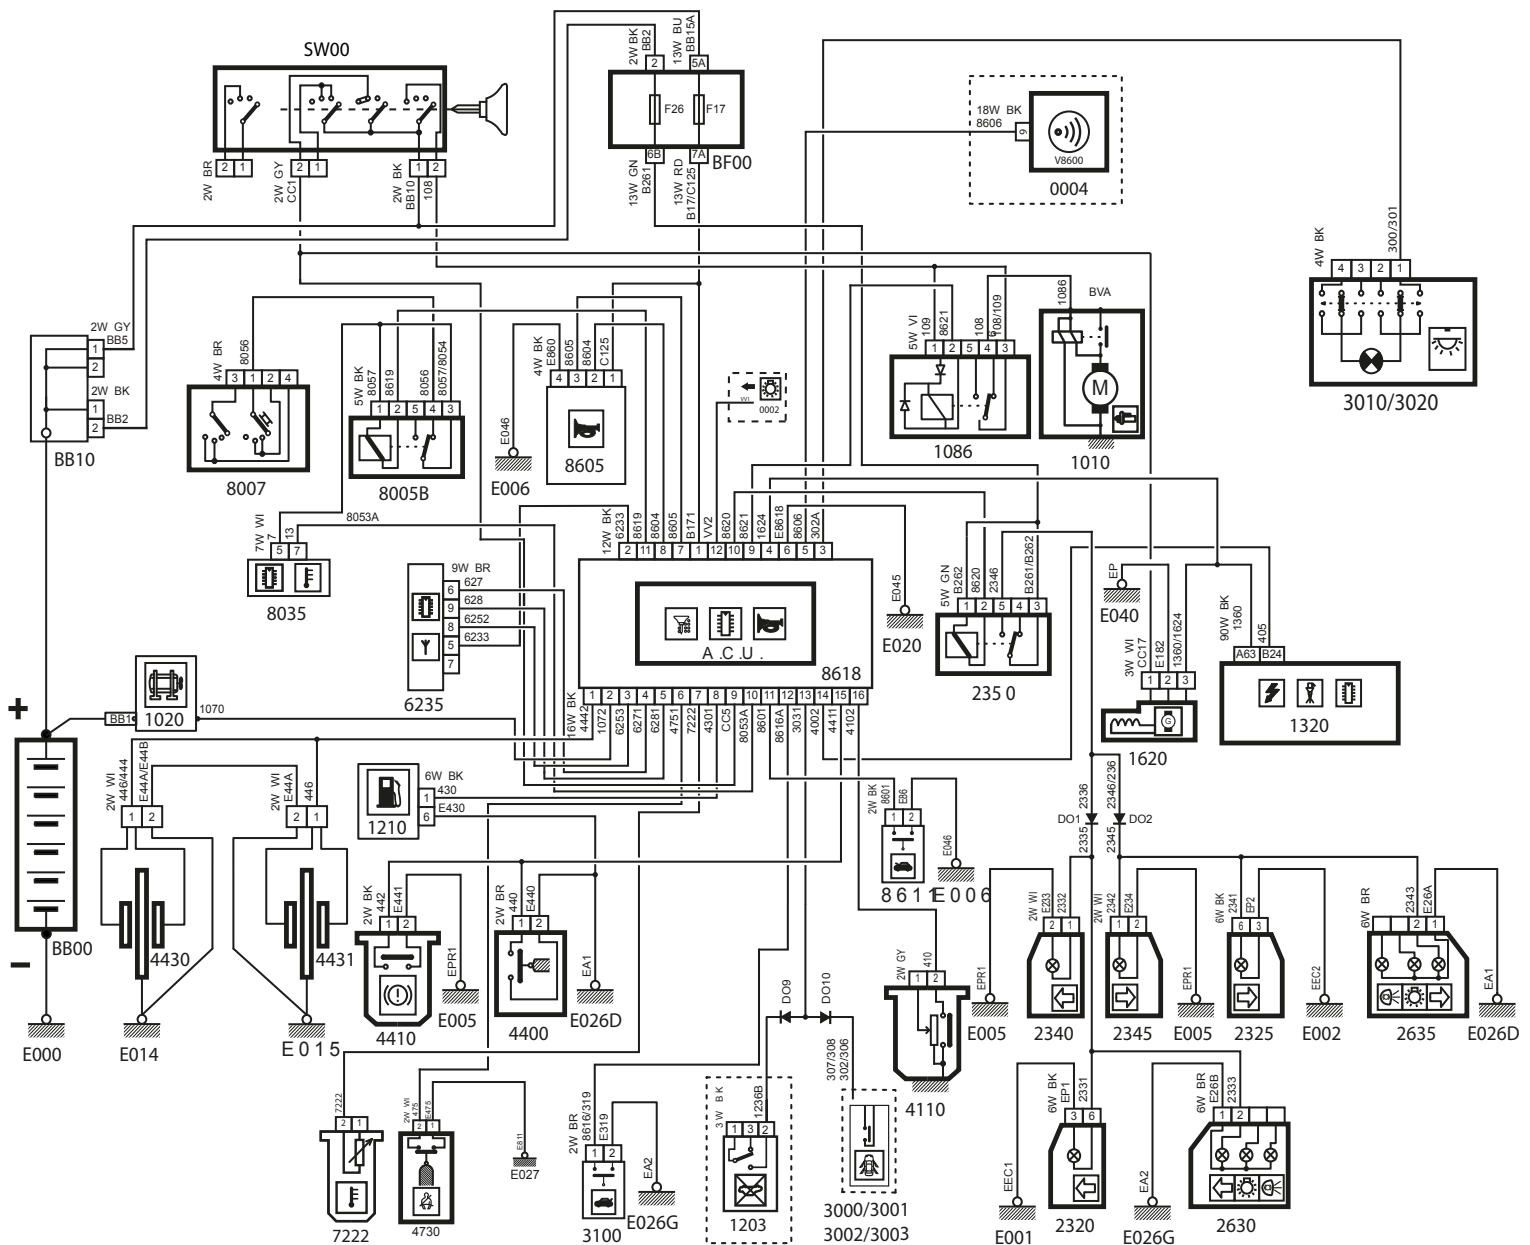 SW00
2W BR
2 1
2W GY
CC1
2 1
2W BK
BB10
108
1 2
2W BK
BB2
13W BU
BB15A
2
5A
F26
F17
6B
7A
BF00
13W GN
B261
13W RD
B17/C125
18W BK
8606
9
V8600
0004
4W BK
300/301
4 3 2 1
3010/3020
2W GY
BB5
1
2
2W BK
1
2
BB2
BB10
4W BR
8056
3 1 2 4
8007
5W BK
8057
8619
8056
8057/8054
1 2 5 4 3
8005B
E046
E006
4W BK
E860
8605
8604
C125
4 3 2 1
8605
WI
0002
5W VI
109
8621
108
108/109
1 2 5 4 3
6
1086
1086
BVA
M
1010
7W WI
7
13
8053A
5 7
8035
9W BR
627
6
628
9
6252
8
6233
5
7
6235
12W BK
6233
8619
8604
8605
B171
VV2
8620
8621
1624
E8618
8606
302A
2 11 8 7 1 12 10 9 4 6 5 3
A.C.U.
8618
1 2 3 4 5 6 7 8 9 10 11 12 13 14 15 16
16W BK
4442
1072
6253
6271
6281
4751
7222
4301
CC5
8053A
8601
8616A
3031
4002
4411
4102
E045
E020
5W GN
B262
8620
2346
B261/B262
1 2 5 4 3
2350
EP
E040
3W WI
CC17
E182
1360/1624
1 2 3
G
1620
90W BK
1360
405
A63 B24
1320
+
BB1
1020
1070
–
BB00
E000
2W WI
446/444
E44A/E44B
1 2
4430
E014
2W WI
E44A
446
2 1
4431
E015
1210
6W BK
430
1
E430
6
2W BK
442
E441
1 2
4410
EPR1
E005
2W BR
440
E440
1 2
4400
EA1
E026D
2W BK
8601
E86
1 2
8611
E046
E006
2W GY
410
1 2
4110
DO9
DO10
307/308
302/306
2336
2346/236
DO1
DO2
2335
2345
EPR1
E005
2W WI
E233
2332
2 1
2340
2W WI
2342
E234
1 2
2345
EPR1
E005
6W BK
2341
EP2
6 3
2325
EEC2
E002
6W BR
2343
E26A
2 1
2635
EA1
E026D
7222
2 1
7222
2W WI
475
E475
2 1
4730
E811
E027
2W BR
8616/319
E319
1 2
3100
EA2
E026G
3W BK
1236B
1 3 2
1203
3000/3001
3002/3003
EEC1
E001
6W BK
EP1
2331
3 6
2320
EA2
E026G
6W BR
E26B
2333
1 2
2630